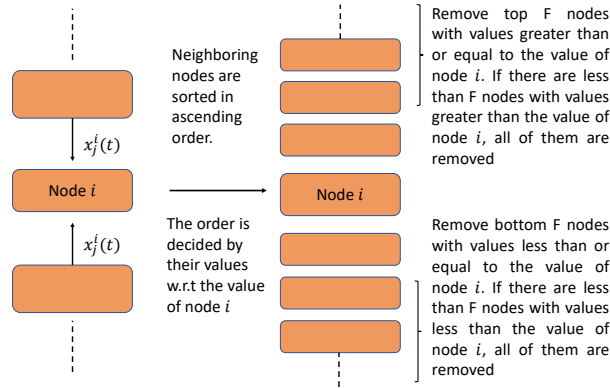 Neighboring
nodes are
sorted in
ascending
order.
x_j^i(t)
Node i
x_j^i(t)
The order is
decided by
their values
w.r.t the value
of node i
Node i
Remove top F nodes
with values greater than
or equal to the value of
node i. If there are less
than F nodes with values
greater than the value of
node i, all of them are
removed
Remove bottom F nodes
with values less than or
equal to the value of
node i. If there are less
than F nodes with values
less than the value of
node i, all of them are
removed